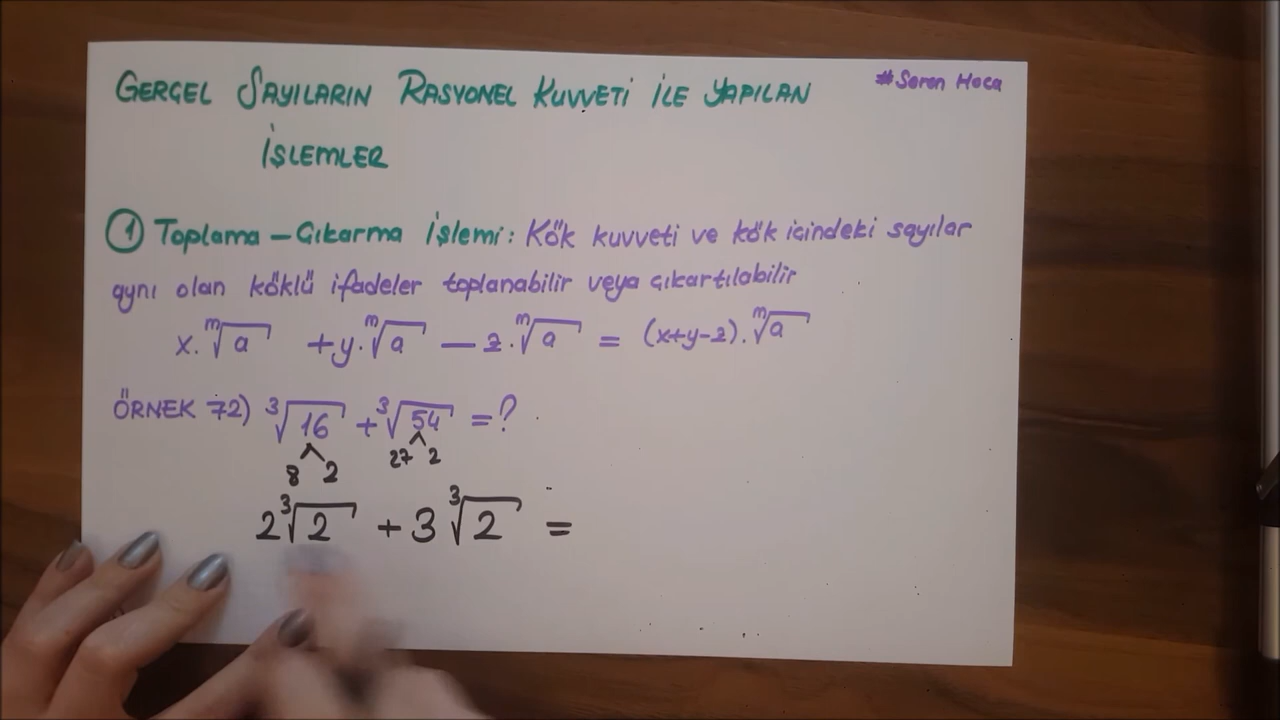 GERÇEL SAYILARIN RASYONEL KUVVETİ İLE YAPILAN
#Seren Hoca
İŞLEMLER
① TOPLAMA – ÇIKARMA İŞLEMİ: Kök kuvveti ve kök içindeki sayılar
aynı olan köklü ifadeler toplanabilir veya çıkartılabilir
x.ᵐ√a + y.ᵐ√a — z.ᵐ√a = (x+y-z).ᵐ√a
ÖRNEK 72) ³√16 + ³√54 = ?
8 2 27 2
2³√2 + 3³√2 =